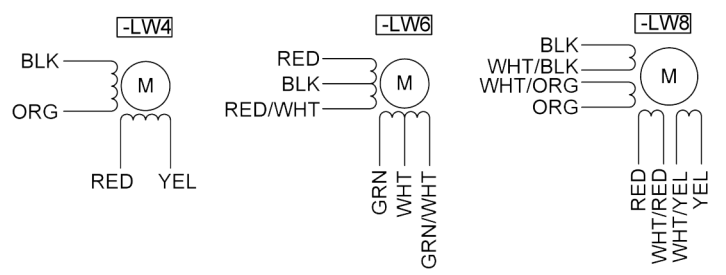 -LW4
BLK
M
ORG
RED
YEL
-LW6
RED
BLK
M
RED/WHT
GRN
WHT
GRN/WHT
-LW8
BLK
WHT/BLK
M
WHT/ORG
ORG
RED
WHT/RED
WHT/YEL
YEL